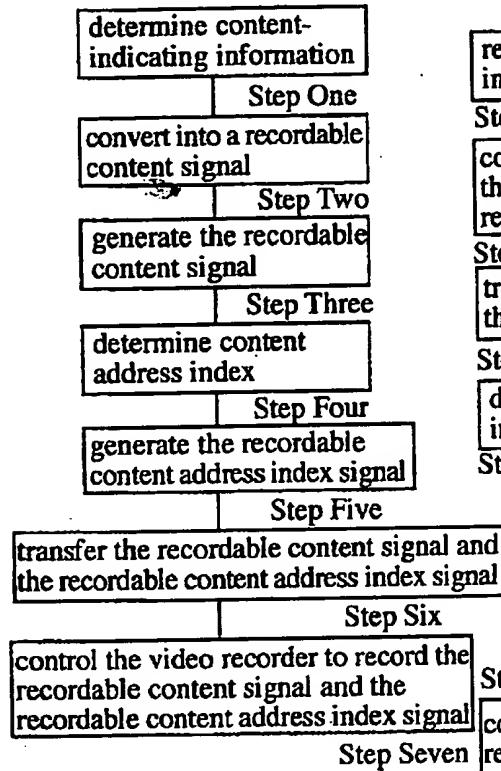 determine content-
indicating information
Step One
convert into a recordable
content signal
Step Two
generate the recordable
content signal
Step Three
determine content
address index
Step Four
generate the recordable
content address index signal
Step Five
transfer the recordable content signal and
the recordable content address index signal
Step Six
control the video recorder to record the
recordable content signal and the
recordable content address index signal
Step Seven